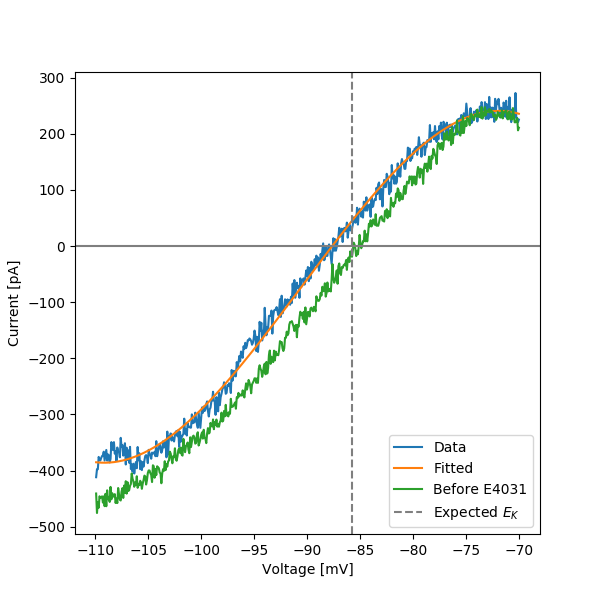 300
200
100
0
−100
−200
−300
−400
−500
Current [pA]
−110 −105 −100 −95 −90 −85 −80 −75 −70
Voltage [mV]
Data
Fitted
Before E4031
Expected E_K